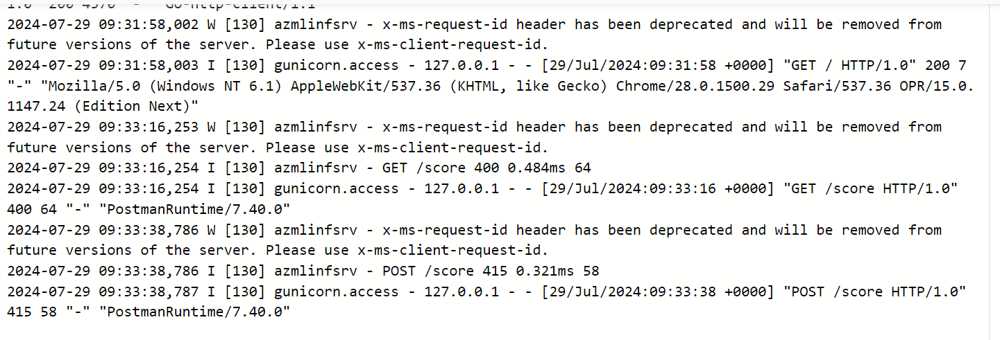 1.0" 200 4570 "-" "Go-http-client/1.1"
2024-07-29 09:31:58,002 W [130] azmlinfsrv - x-ms-request-id header has been deprecated and will be removed from
future versions of the server. Please use x-ms-client-request-id.
2024-07-29 09:31:58,003 I [130] gunicorn.access - 127.0.0.1 - - [29/Jul/2024:09:31:58 +0000] "GET / HTTP/1.0" 200 7
"-" "Mozilla/5.0 (Windows NT 6.1) AppleWebKit/537.36 (KHTML, like Gecko) Chrome/28.0.1500.29 Safari/537.36 OPR/15.0.
1147.24 (Edition Next)"
2024-07-29 09:33:16,253 W [130] azmlinfsrv - x-ms-request-id header has been deprecated and will be removed from
future versions of the server. Please use x-ms-client-request-id.
2024-07-29 09:33:16,254 I [130] azmlinfsrv - GET /score 400 0.484ms 64
2024-07-29 09:33:16,254 I [130] gunicorn.access - 127.0.0.1 - - [29/Jul/2024:09:33:16 +0000] "GET /score HTTP/1.0"
400 64 "-" "PostmanRuntime/7.40.0"
2024-07-29 09:33:38,786 W [130] azmlinfsrv - x-ms-request-id header has been deprecated and will be removed from
future versions of the server. Please use x-ms-client-request-id.
2024-07-29 09:33:38,786 I [130] azmlinfsrv - POST /score 415 0.321ms 58
2024-07-29 09:33:38,787 I [130] gunicorn.access - 127.0.0.1 - - [29/Jul/2024:09:33:38 +0000] "POST /score HTTP/1.0"
415 58 "-" "PostmanRuntime/7.40.0"